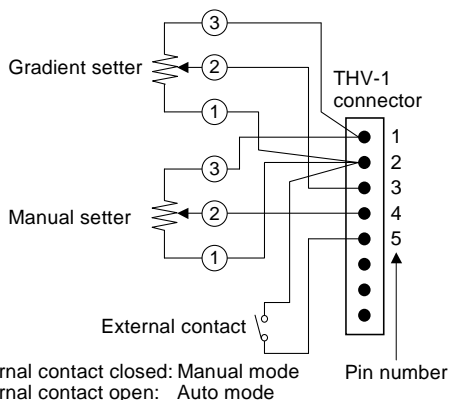 3
Gradient setter
2
THV-1
connector
1
1
2
3
3
Manual setter
2
4
5
1
External contact
rnal contact closed: Manual mode
rnal contact open: Auto mode
Pin number